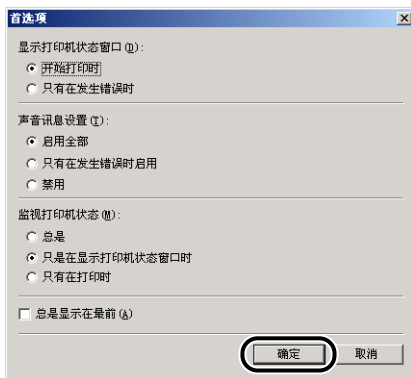 首选项
显示打印机状态窗口(D):
开始打印时
只有在发生错误时
声音讯息设置(T):
启用全部
只有在发生错误时启用
禁用
监视打印机状态(M):
总是
只是在显示打印机状态窗口时
只有在打印时
总是显示在最前(A)
确定 取消